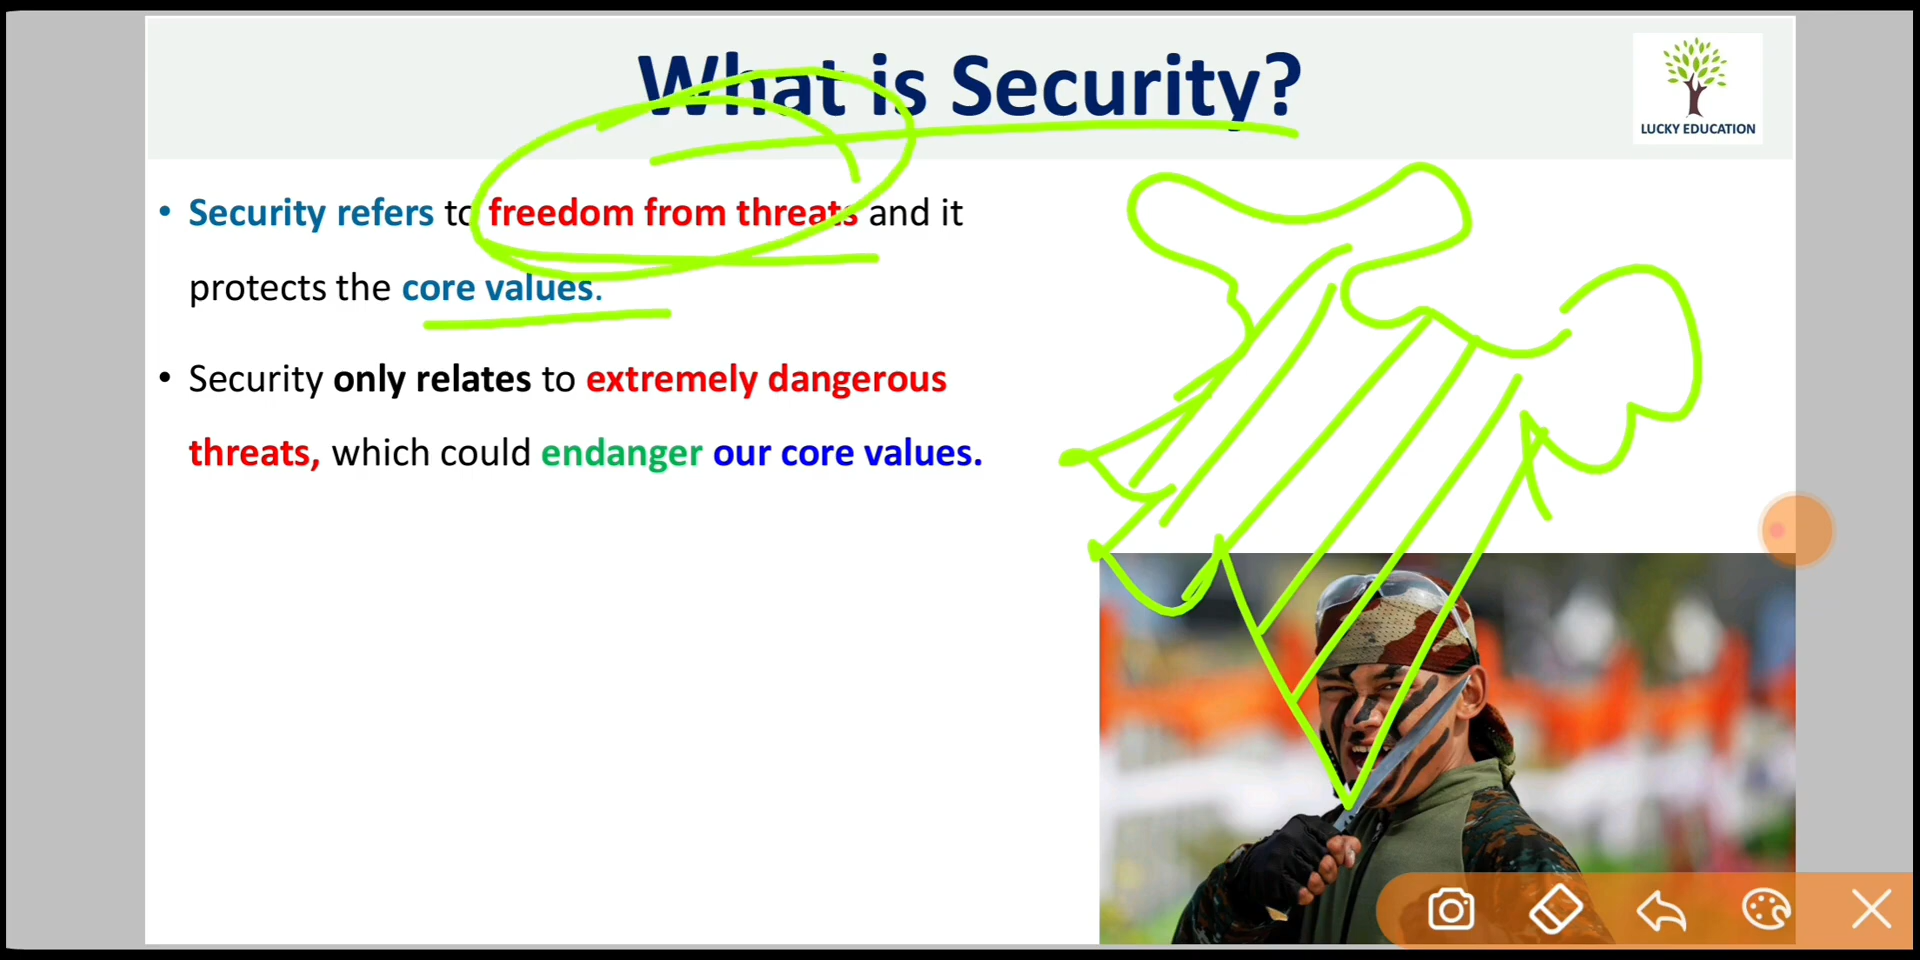 What is Security?
LUCKY EDUCATION
• Security refers to freedom from threats and it
protects the core values.
• Security only relates to extremely dangerous
threats, which could endanger our core values.